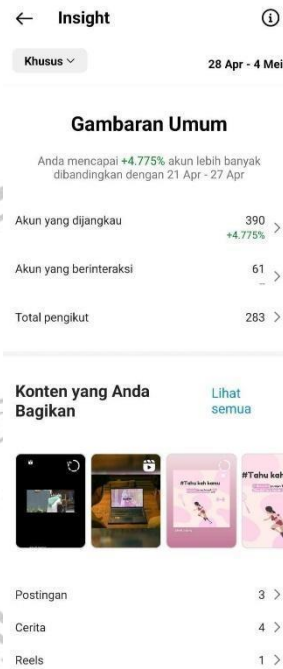 Insight
Khusus
28 Apr - 4 Mei
Gambaran Umum
Anda mencapai +4.775% akun lebih banyak
dibandingkan dengan 21 Apr - 27 Apr
Akun yang dijangkau
390
+4.775%
Akun yang berinteraksi
61
--
Total pengikut
283
Konten yang Anda
Bagikan
Lihat
semua
#Tahu kah kamu
#Tahu kah
Postingan
3
Cerita
4
Reels
1